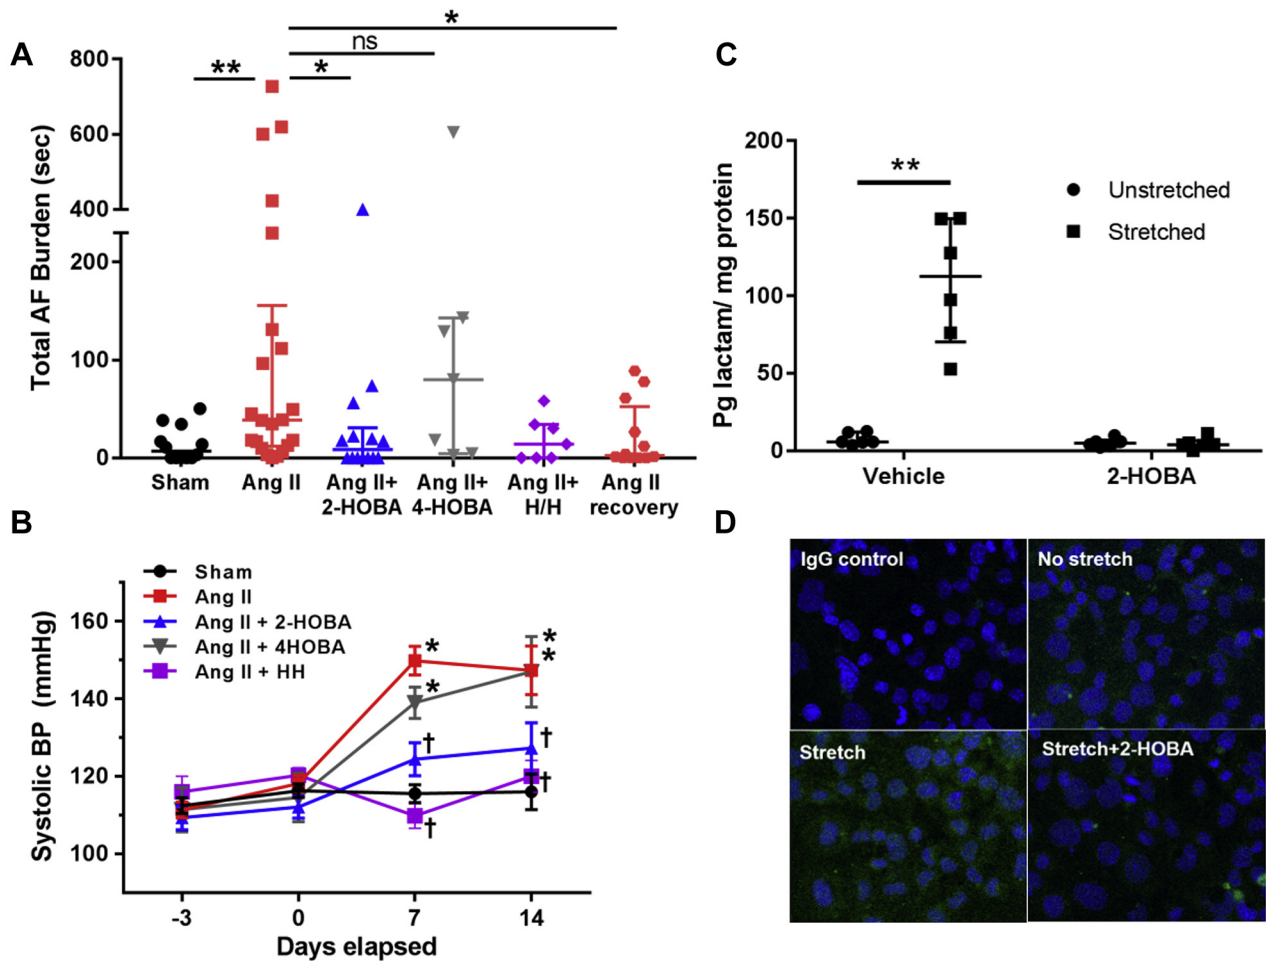 A
Total AF Burden (sec)
800
600
400
200
100
0
**
*
ns
*
Sham
Ang II
Ang II+
2-HOBA
Ang II+
4-HOBA
Ang II+
H/H
Ang II
recovery
B
Systolic BP (mmHg)
160
140
120
100
Sham
Ang II
Ang II + 2-HOBA
Ang II + 4HOBA
Ang II + HH
*
*
†
†
*
*
†
†
-3
0
7
14
Days elapsed
C
Pg lactam/ mg protein
200
150
100
50
0
**
Unstretched
Stretched
Vehicle
2-HOBA
D
IgG control
No stretch
Stretch
Stretch+2-HOBA